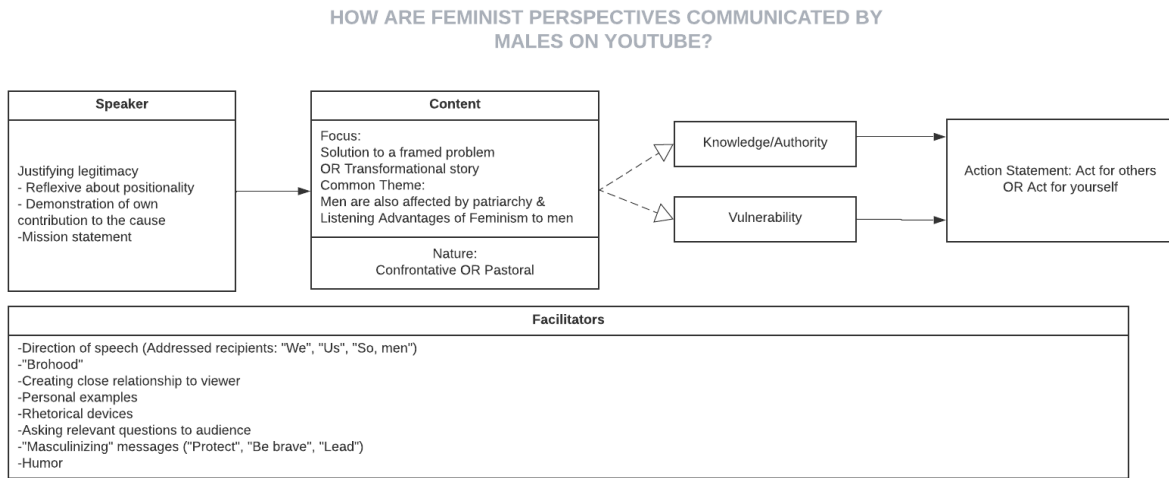 HOW ARE FEMINIST PERSPECTIVES COMMUNICATED BY
MALES ON YOUTUBE?
Speaker
Justifying legitimacy
- Reflexive about positionality
- Demonstration of own
contribution to the cause
-Mission statement
Content
Focus:
Solution to a framed problem
OR Transformational story
Common Theme:
Men are also affected by patriarchy &
Listening Advantages of Feminism to men
Nature:
Confrontative OR Pastoral
Knowledge/Authority
Vulnerability
Action Statement: Act for others
OR Act for yourself
Facilitators
-Direction of speech (Addressed recipients: "We", "Us", "So, men")
-"Brohood"
-Creating close relationship to viewer
-Personal examples
-Rhetorical devices
-Asking relevant questions to audience
-"Masculinizing" messages ("Protect", "Be brave", "Lead")
-Humor